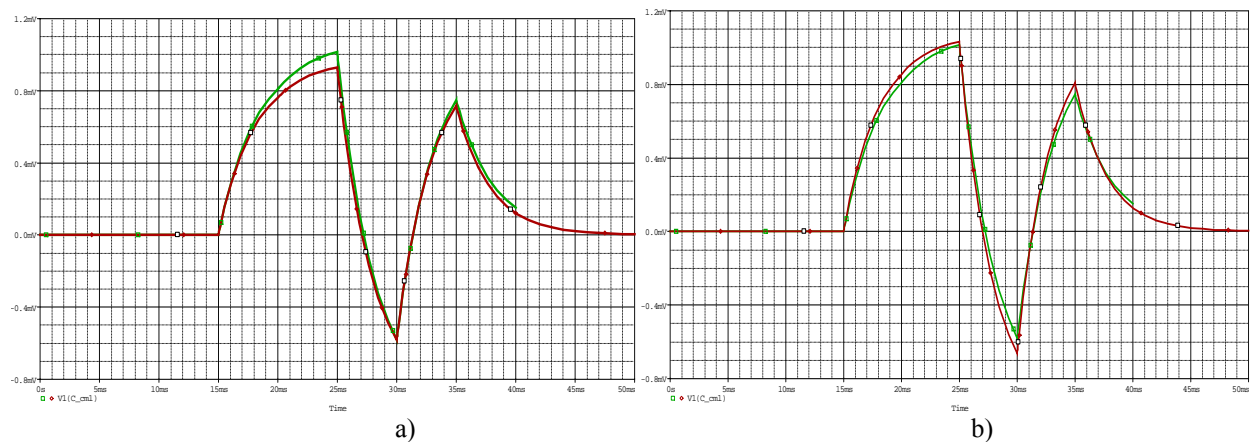 1.2mV
0.8mV
0.4mV
0.0mV
-0.4mV
-0.8mV
0s 5ms 10ms 15ms 20ms 25ms 30ms 35ms 40ms 45ms 50ms
V1(C_cm1)
Time
a)
1.2mV
0.8mV
0.4mV
0.0mV
-0.4mV
-0.8mV
0s 5ms 10ms 15ms 20ms 25ms 30ms 35ms 40ms 45ms 50ms
V1(C_cm1)
Time
b)